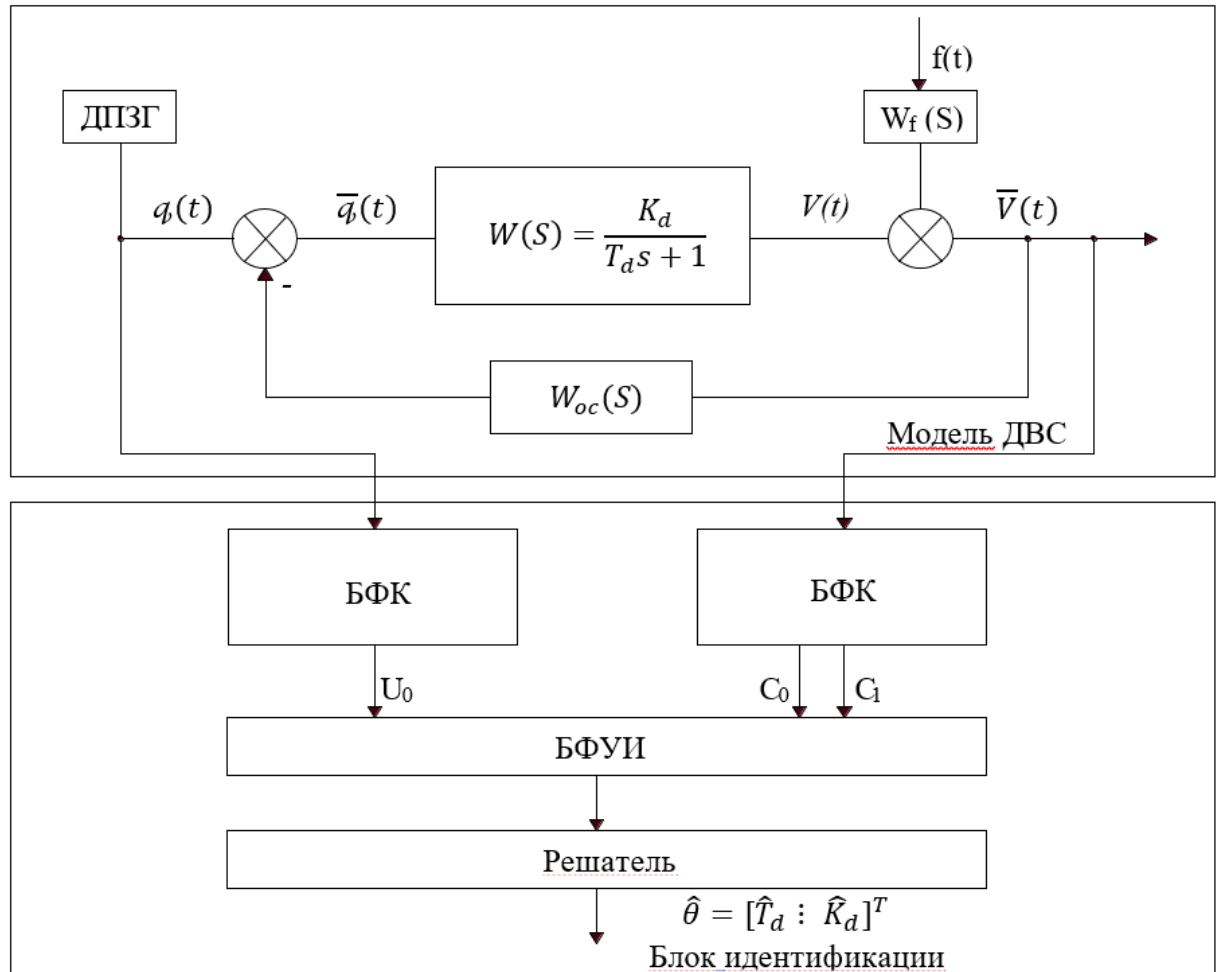 f(t)
ДПЗГ
W_f (S)
q(t)
q̅(t)
W(S) = K_d / (T_d s + 1)
V(t)
V̅(t)
-
W_oc(S)
Модель ДВС
БФК
БФК
U₀
C₀
C₁
БФУИ
Решатель
θ̂ = [T̂_d ⋮ K̂_d]^T
Блок идентификации